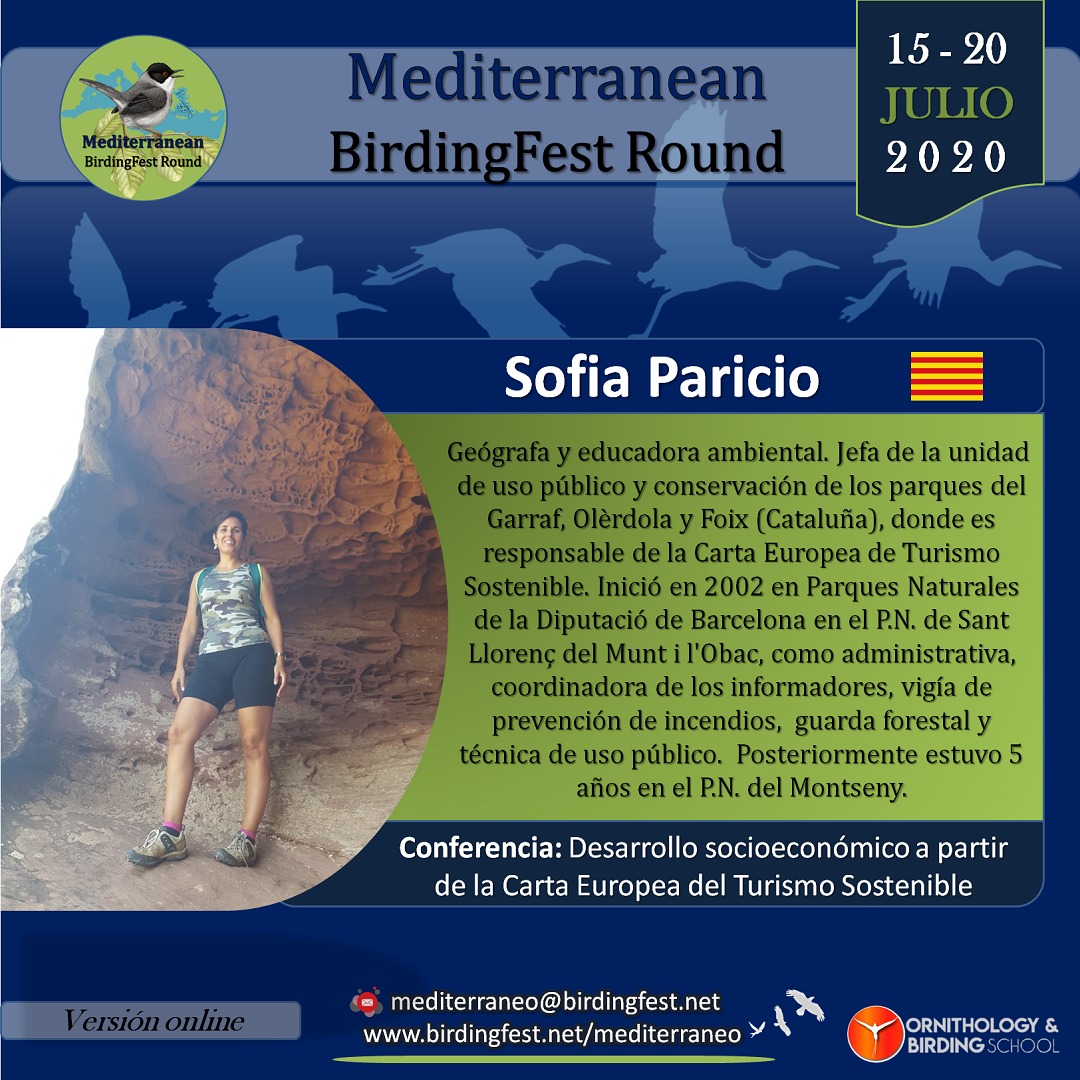 Mediterranean
BirdingFest Round
15 - 20
JULIO
2020
Mediterranean
BirdingFest Round
Sofia Paricio
Geógrafa y educadora ambiental. Jefa de la unidad
de uso público y conservación de los parques del
Garraf, Olèrdola y Foix (Cataluña), donde es
responsable de la Carta Europea de Turismo
Sostenible. Inició en 2002 en Parques Naturales
de la Diputació de Barcelona en el P.N. de Sant
Llorenç del Munt i l'Obac, como administrativa,
coordinadora de los informadores, vigía de
prevención de incendios, guarda forestal y
técnica de uso público. Posteriormente estuvo 5
años en el P.N. del Montseny.
Conferencia: Desarrollo socioeconómico a partir
de la Carta Europea del Turismo Sostenible
Versión online
mediterraneo@birdingfest.net
www.birdingfest.net/mediterraneo
ORNITHOLOGY &
BIRDING SCHOOL